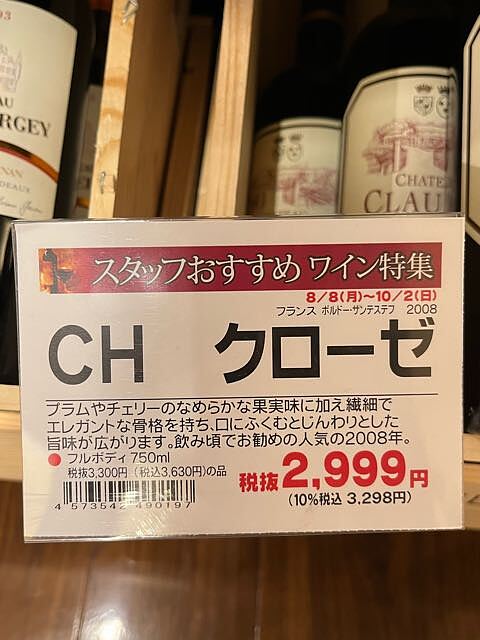 93
AU
RGEY
NAN
DEAUX
CHATE
CLAU
スタッフおすすめ ワイン特集
8/8(月)~10/2(日)
フランス ボルドー・サンテステフ 2008
CH クローゼ
プラムやチェリーのなめらかな果実味に加え繊細で
エレガントな骨格を持ち、口にふくむとじんわりとした
旨味が広がります。飲み頃でお勧めの人気の2008年。
●フルボディ 750ml
税抜3,300円(税込3,630円)の品
税抜2,999円
(10%税込 3,298円)
4 573542 490197